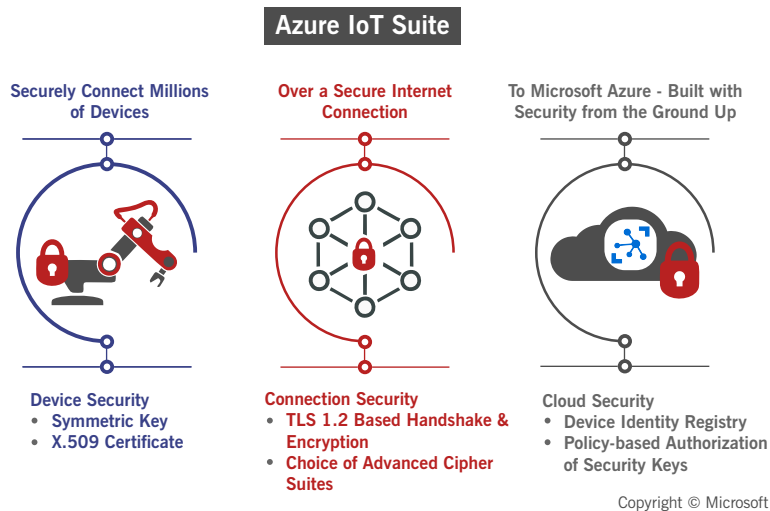 Azure IoT Suite
Securely Connect Millions
of Devices
Over a Secure Internet
Connection
To Microsoft Azure - Built with
Security from the Ground Up
Device Security
• Symmetric Key
• X.509 Certificate
Connection Security
• TLS 1.2 Based Handshake &
Encryption
• Choice of Advanced Cipher
Suites
Cloud Security
• Device Identity Registry
• Policy-based Authorization
of Security Keys
Copyright © Microsoft